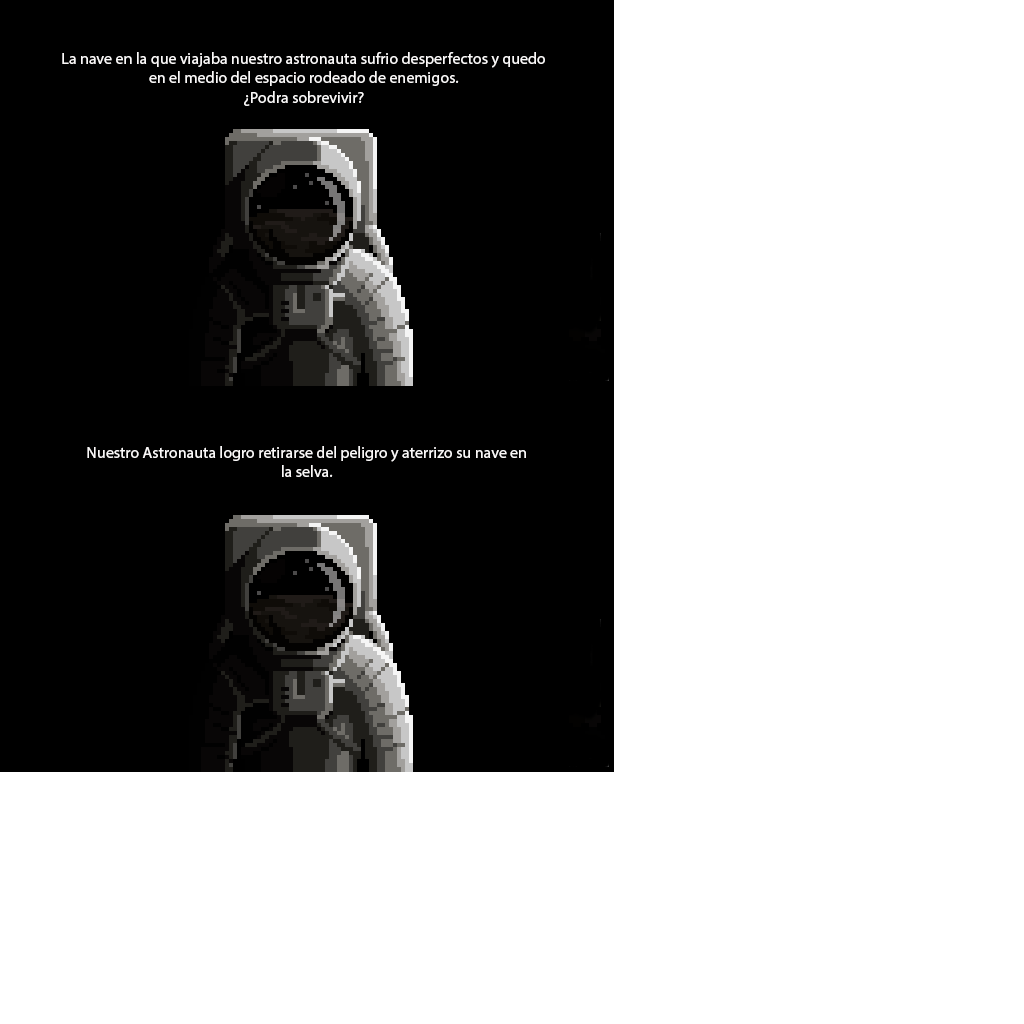 La nave en la que viajaba nuestro astronauta sufrio desperfectos y quedo
en el medio del espacio rodeado de enemigos.
¿Podra sobrevivir?
Nuestro Astronauta logro retirarse del peligro y aterrizo su nave en
la selva.